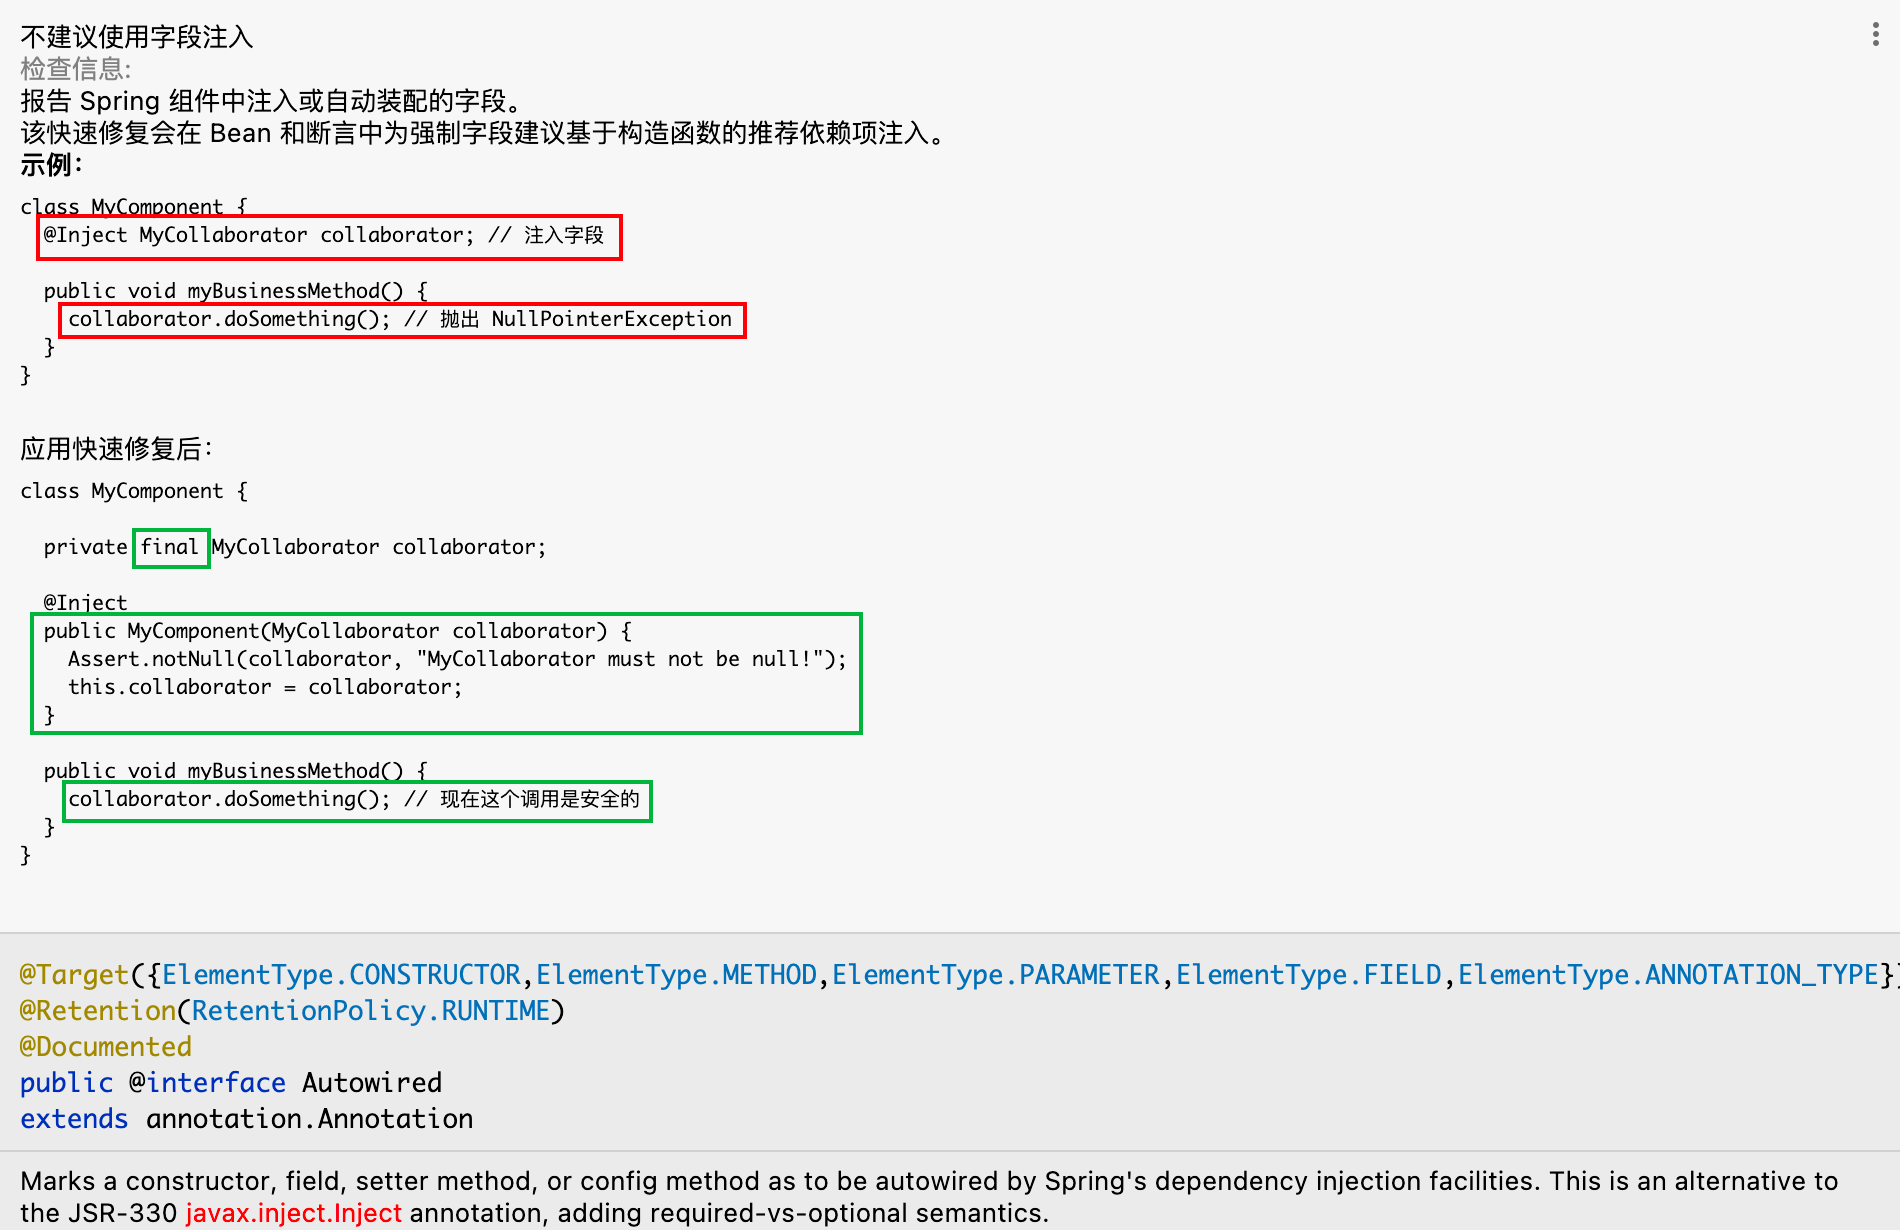 不建议使用字段注入
检查信息:
报告 Spring 组件中注入或自动装配的字段。
该快速修复会在 Bean 和断言中为强制字段建议基于构造函数的推荐依赖项注入。
示例：
class MyComponent {
  @Inject MyCollaborator collaborator; // 注入字段
  public void myBusinessMethod() {
    collaborator.doSomething(); // 抛出 NullPointerException
  }
}
应用快速修复后：
class MyComponent {
  private final MyCollaborator collaborator;
  @Inject
  public MyComponent(MyCollaborator collaborator) {
    Assert.notNull(collaborator, "MyCollaborator must not be null!");
    this.collaborator = collaborator;
  }
  public void myBusinessMethod() {
    collaborator.doSomething(); // 现在这个调用是安全的
  }
}
@Target({ElementType.CONSTRUCTOR,ElementType.METHOD,ElementType.PARAMETER,ElementType.FIELD,ElementType.ANNOTATION_TYPE})
@Retention(RetentionPolicy.RUNTIME)
@Documented
public @interface Autowired
extends annotation.Annotation
Marks a constructor, field, setter method, or config method as to be autowired by Spring's dependency injection facilities. This is an alternative to
the JSR-330 javax.inject.Inject annotation, adding required-vs-optional semantics.